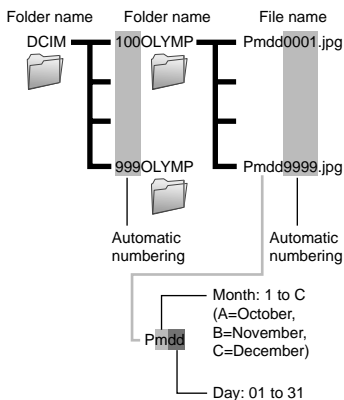 Folder name Folder name File name
DCIM 100OLYMP Pmdd0001.jpg
999OLYMP Pmdd9999.jpg
Automatic numbering
Automatic numbering
Month: 1 to C
(A=October,
B=November,
C=December)
Pmdd
Day: 01 to 31